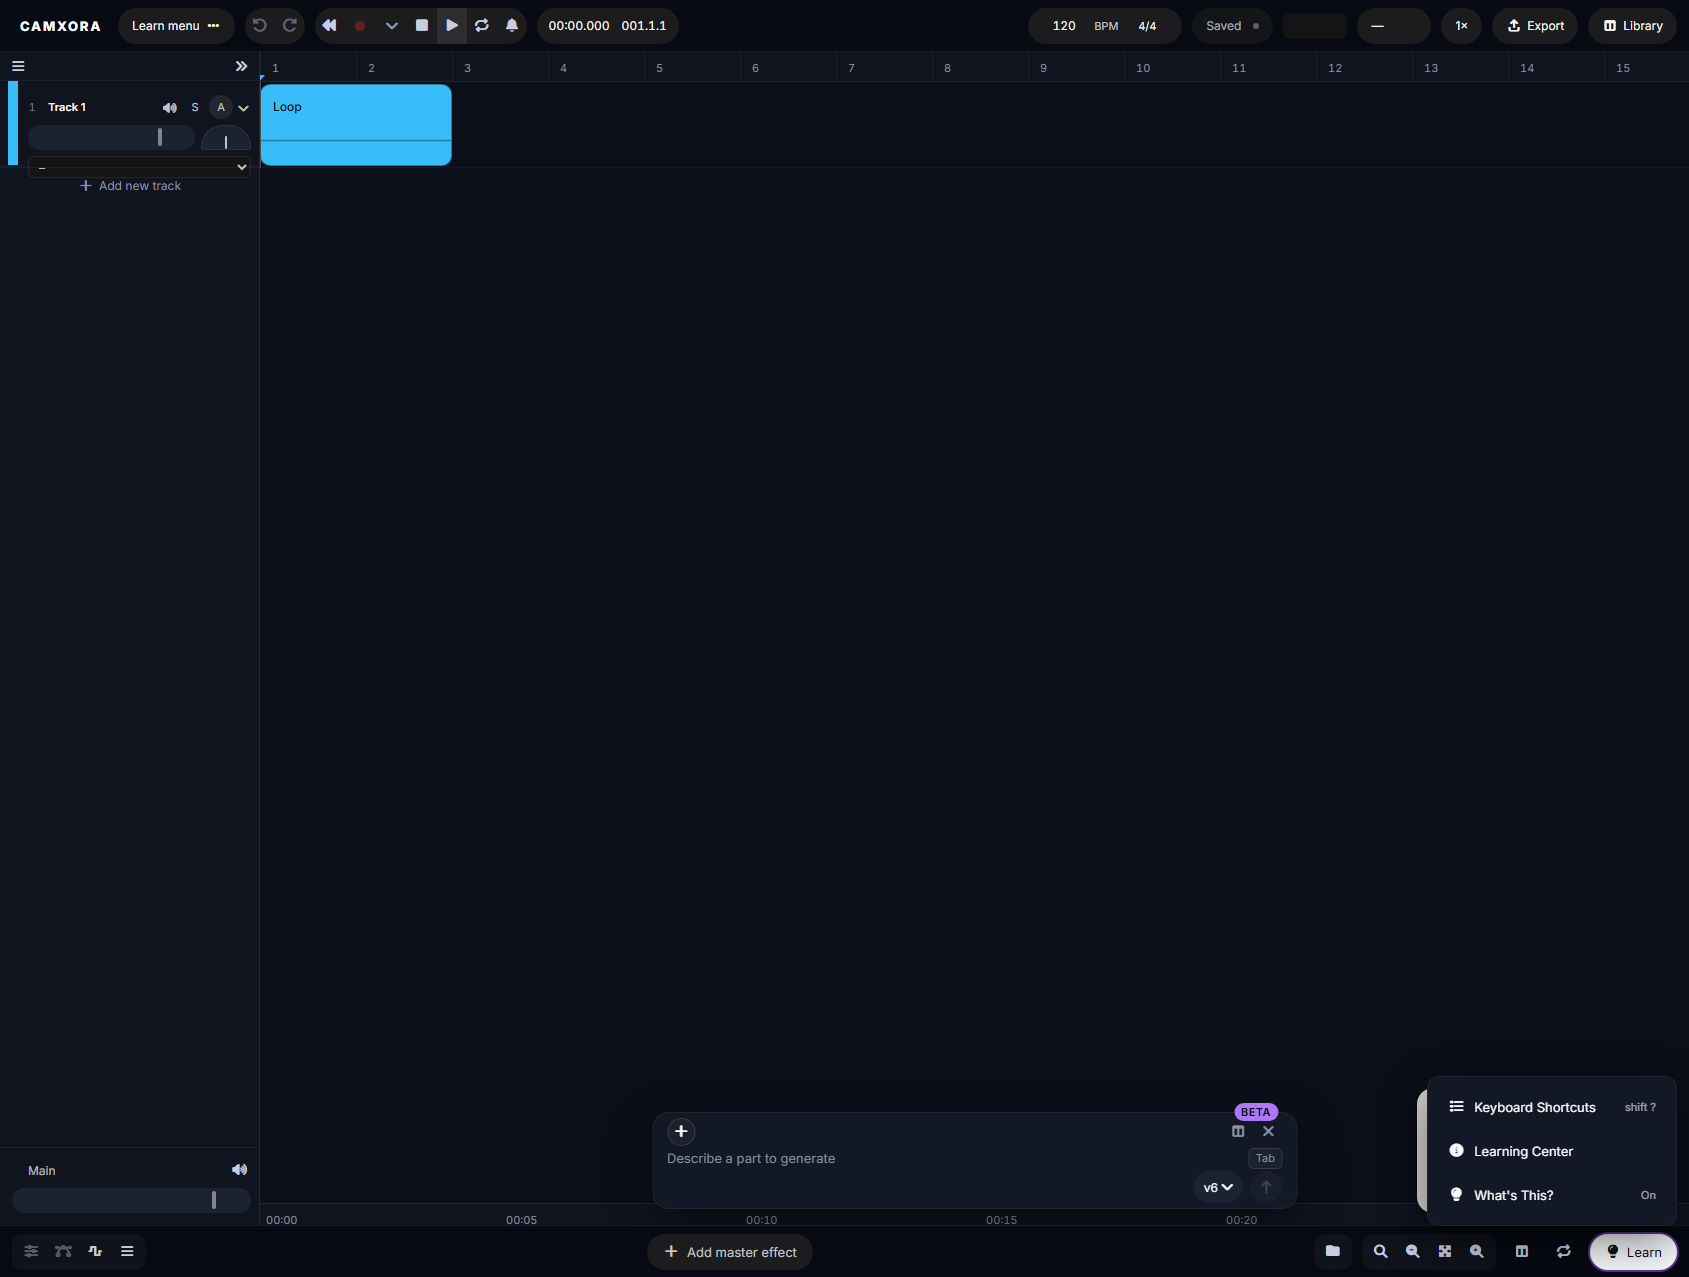 CAMXORA Learn menu ••• 00:00.000 001.1.1 120 BPM 4/4 Saved — 1× Export Library
1 2 3 4 5 6 7 8 9 10 11 12 13 14 15
1 Track 1 S A
Loop
–
Add new track
BETA
Keyboard Shortcuts shift ?
Describe a part to generate Tab
Learning Center
v6
What's This? On
Main
00:00 00:05 00:10 00:15 00:20
Add master effect
Learn